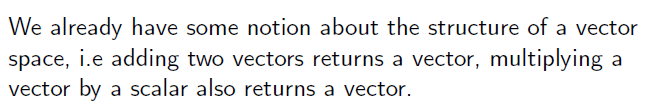 We already have some notion about the structure of a vector
space, i.e adding two vectors returns a vector, multiplying a
vector by a scalar also returns a vector.